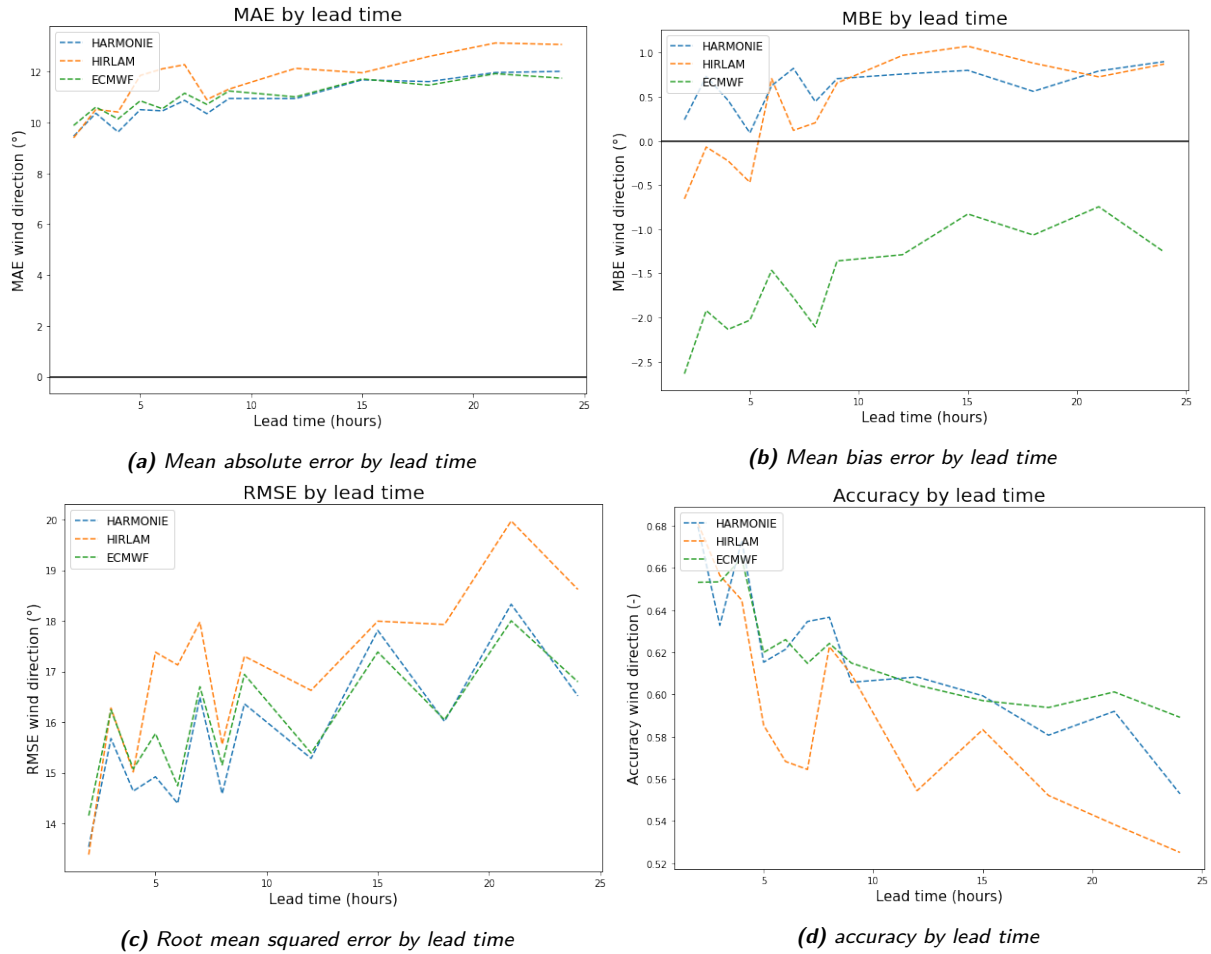 MAE by lead time
HARMONIE
HIRLAM
ECMWF
12
10
8
6
4
2
0
MAE wind direction (°)
5
10
15
20
25
Lead time (hours)
(a) Mean absolute error by lead time
MBE by lead time
HARMONIE
HIRLAM
ECMWF
1.0
0.5
0.0
−0.5
−1.0
−1.5
−2.0
−2.5
MBE wind direction (°)
5
10
15
20
25
Lead time (hours)
(b) Mean bias error by lead time
RMSE by lead time
HARMONIE
HIRLAM
ECMWF
20
19
18
17
16
15
14
RMSE wind direction (°)
5
10
15
20
25
Lead time (hours)
(c) Root mean squared error by lead time
Accuracy by lead time
HARMONIE
HIRLAM
ECMWF
0.68
0.66
0.64
0.62
0.60
0.58
0.56
0.54
0.52
Accuracy wind direction (-)
5
10
15
20
25
Lead time (hours)
(d) accuracy by lead time